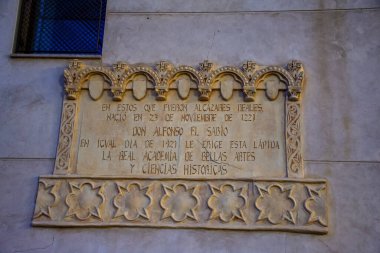 EN ESTOS QUE FUERON ALCAZARES REALES,
NACIO EN 23 DE NOVIEMBRE DE 1221
DON ALFONSO EL SABIO
EN IGUAL DIA DE 1921 LE ERIGE ESTA LAPIDA
LA REAL ACADEMIA DE BELLAS ARTES
Y CIENCIAS HISTORICAS